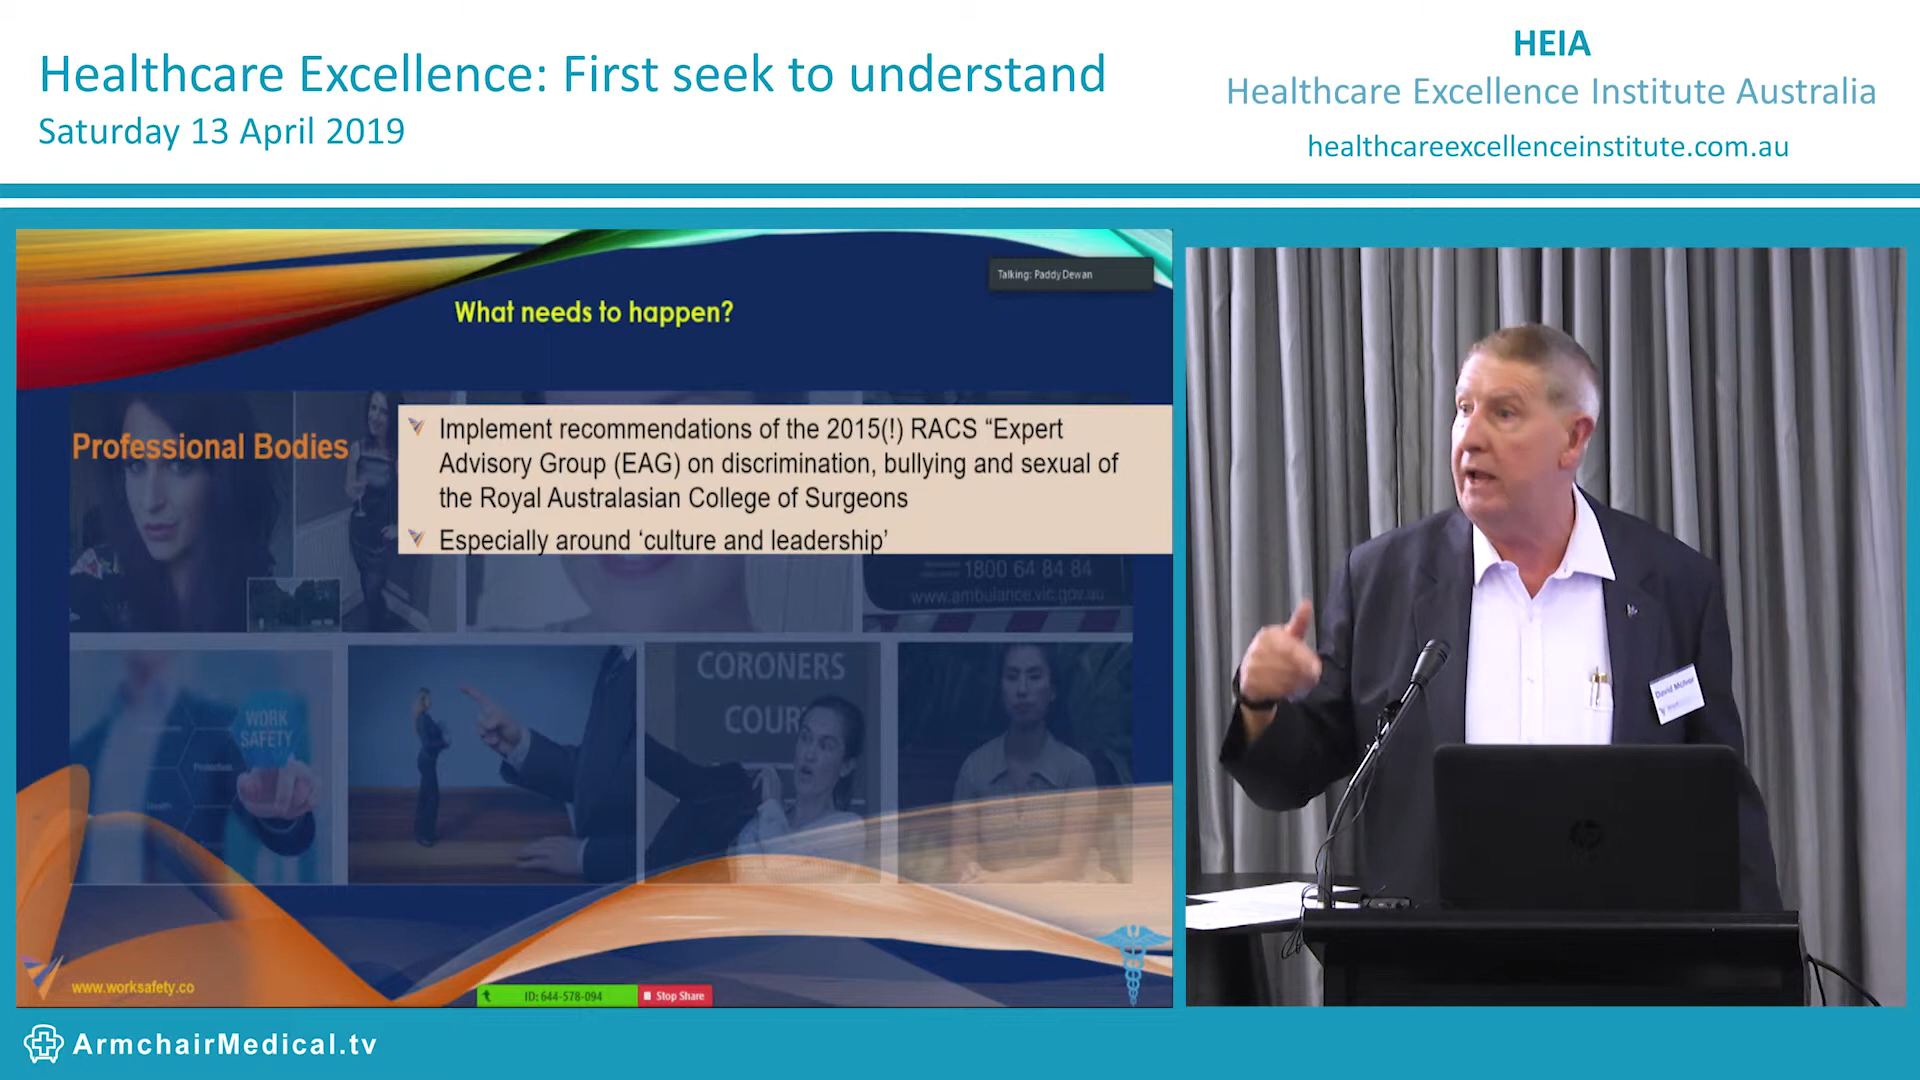 Healthcare Excellence: First seek to understand
Saturday 13 April 2019
HEIA
Healthcare Excellence Institute Australia
healthcareexcellenceinstitute.com.au
Talking: Paddy Dewan
What needs to happen?
Professional Bodies
Implement recommendations of the 2015(!) RACS “Expert
Advisory Group (EAG) on discrimination, bullying and sexual of
the Royal Australasian College of Surgeons
Especially around ‘culture and leadership’
1800 64 84 84
www.ambulance.vic.gov.au
WORK
SAFETY
CORONERS
COURT
www.worksafety.co
ID: 644-578-094
Stop Share
David McIvor
ArmchairMedical.tv